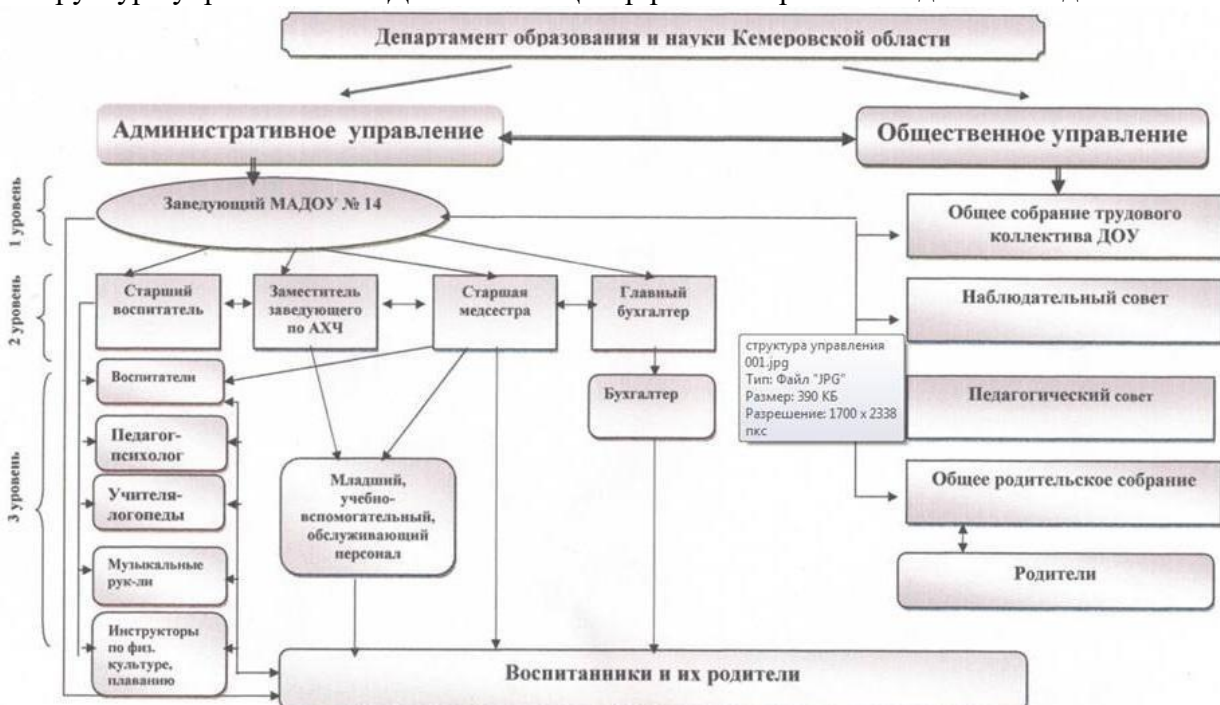 Департамент образования и науки Кемеровской области
Административное управление
Общественное управление
1 уровень
Заведующий МАДОУ № 14
Общее собрание трудового
коллектива ДОУ
2 уровень
Старший
воспитатель
Заместитель
заведующего
по АХЧ
Старшая
медсестра
Главный
бухгалтер
Наблюдательный совет
структура управления
001.jpg
Тип: Файл "JPG"
Размер: 390 КБ
Разрешение: 1700 x 2338
пкс
3 уровень
Воспитатели
Бухгалтер
Педагогический совет
Педагог-
психолог
Младший,
учебно-
вспомогательный,
обслуживающий
персонал
Общее родительское собрание
Учителя-
логопеды
Музыкальные
рук-ли
Родители
Инструкторы
по физ.
культуре,
плаванию
Воспитанники и их родители